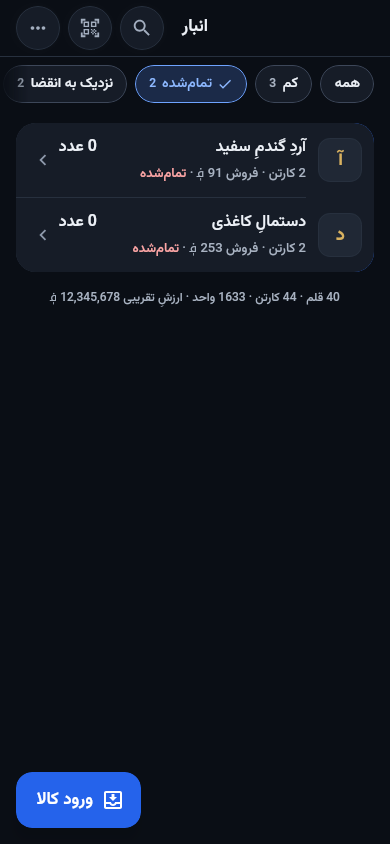 انبار
همه
کم 3
تمام‌شده 2
نزدیک به انقضا 2
آ
آردِ گندمِ سفید
0 عدد
2 کارتن · فروش 91 ؋ · تمام‌شده
د
دستمالِ کاغذی
0 عدد
2 کارتن · فروش 253 ؋ · تمام‌شده
40 قلم · 44 کارتن · 1633 واحد · ارزشِ تقریبی 12,345,678 ؋
ورود کالا